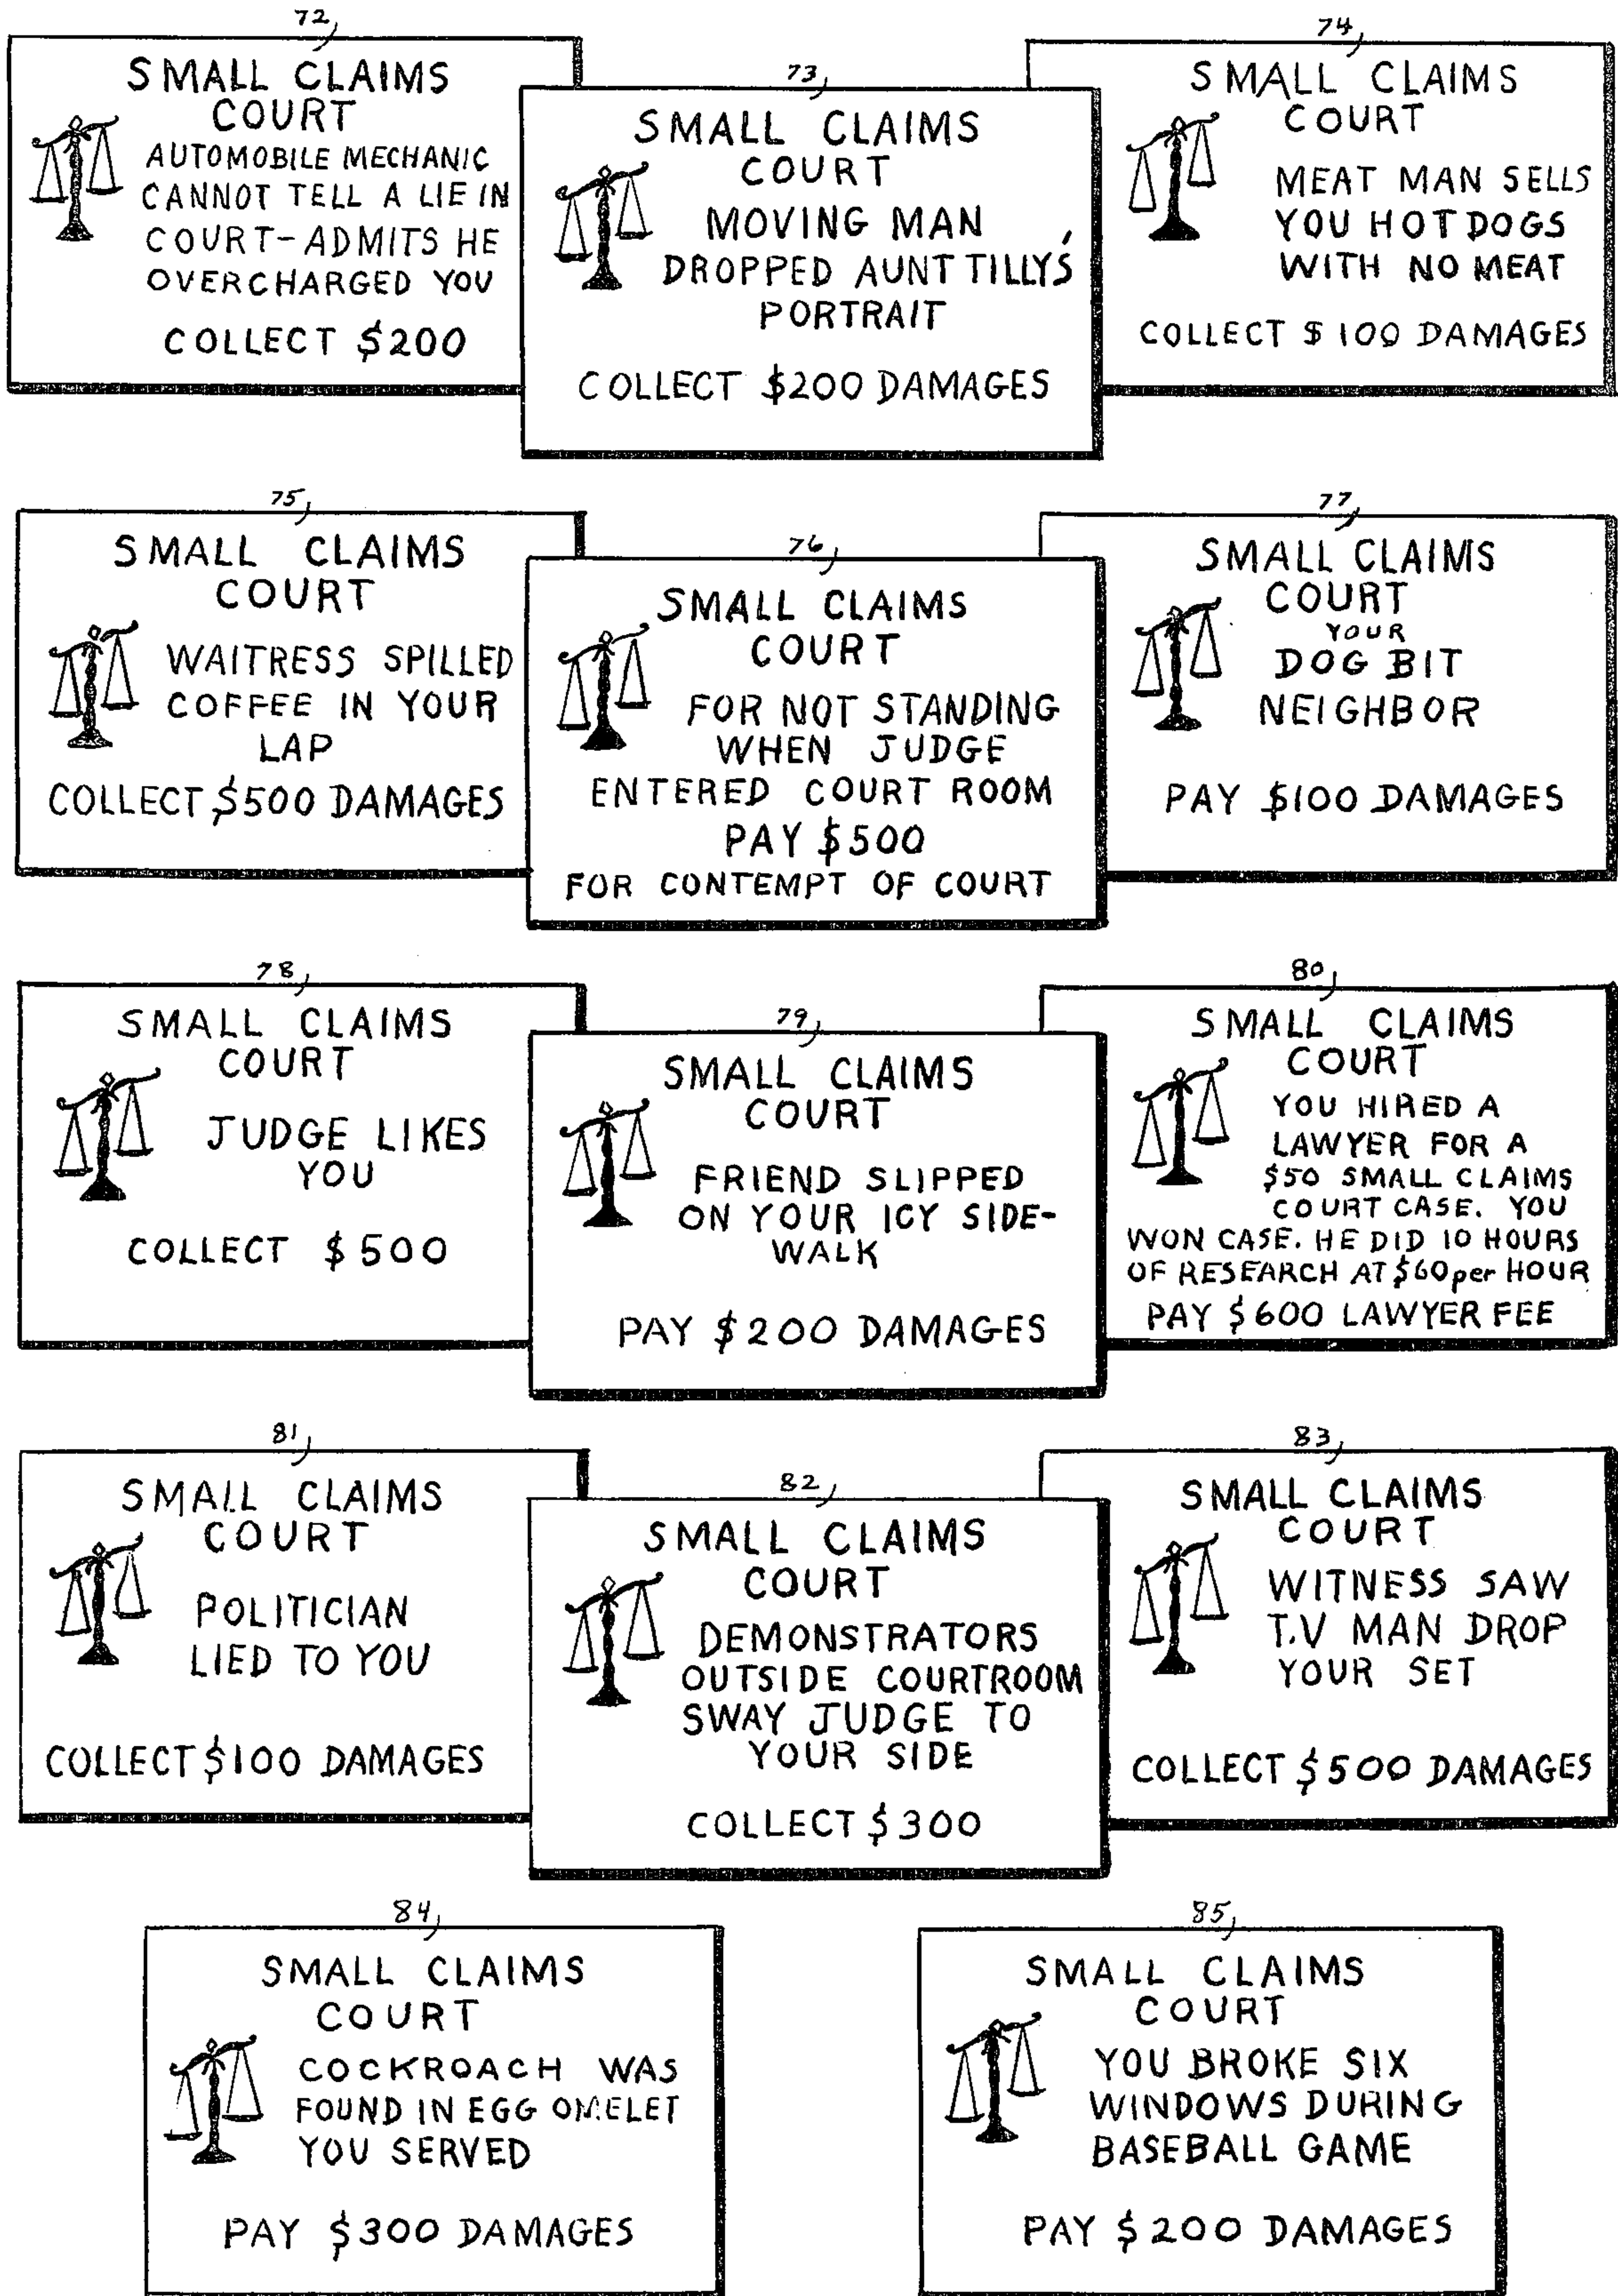 72,
SMALL CLAIMS
COURT
AUTOMOBILE MECHANIC
CANNOT TELL A LIE IN
COURT-ADMITS HE
OVERCHARGED YOU
COLLECT $200
73,
SMALL CLAIMS
COURT
MOVING MAN
DROPPED AUNT TILLY'S
PORTRAIT
COLLECT $200 DAMAGES
74,
SMALL CLAIMS
COURT
MEAT MAN SELLS
YOU HOT DOGS
WITH NO MEAT
COLLECT $100 DAMAGES
75,
SMALL CLAIMS
COURT
WAITRESS SPILLED
COFFEE IN YOUR
LAP
COLLECT $500 DAMAGES
76,
SMALL CLAIMS
COURT
FOR NOT STANDING
WHEN JUDGE
ENTERED COURT ROOM
PAY $500
FOR CONTEMPT OF COURT
77,
SMALL CLAIMS
COURT
YOUR
DOG BIT
NEIGHBOR
PAY $100 DAMAGES
78,
SMALL CLAIMS
COURT
JUDGE LIKES
YOU
COLLECT $500
79,
SMALL CLAIMS
COURT
FRIEND SLIPPED
ON YOUR ICY SIDE-
WALK
PAY $200 DAMAGES
80,
SMALL CLAIMS
COURT
YOU HIRED A
LAWYER FOR A
$50 SMALL CLAIMS
COURT CASE. YOU
WON CASE. HE DID 10 HOURS
OF RESEARCH AT $60 per HOUR
PAY $600 LAWYER FEE
81,
SMALL CLAIMS
COURT
POLITICIAN
LIED TO YOU
COLLECT $100 DAMAGES
82,
SMALL CLAIMS
COURT
DEMONSTRATORS
OUTSIDE COURTROOM
SWAY JUDGE TO
YOUR SIDE
COLLECT $300
83,
SMALL CLAIMS
COURT
WITNESS SAW
T.V MAN DROP
YOUR SET
COLLECT $500 DAMAGES
84,
SMALL CLAIMS
COURT
COCKROACH WAS
FOUND IN EGG OMELET
YOU SERVED
PAY $300 DAMAGES
85,
SMALL CLAIMS
COURT
YOU BROKE SIX
WINDOWS DURING
BASEBALL GAME
PAY $200 DAMAGES